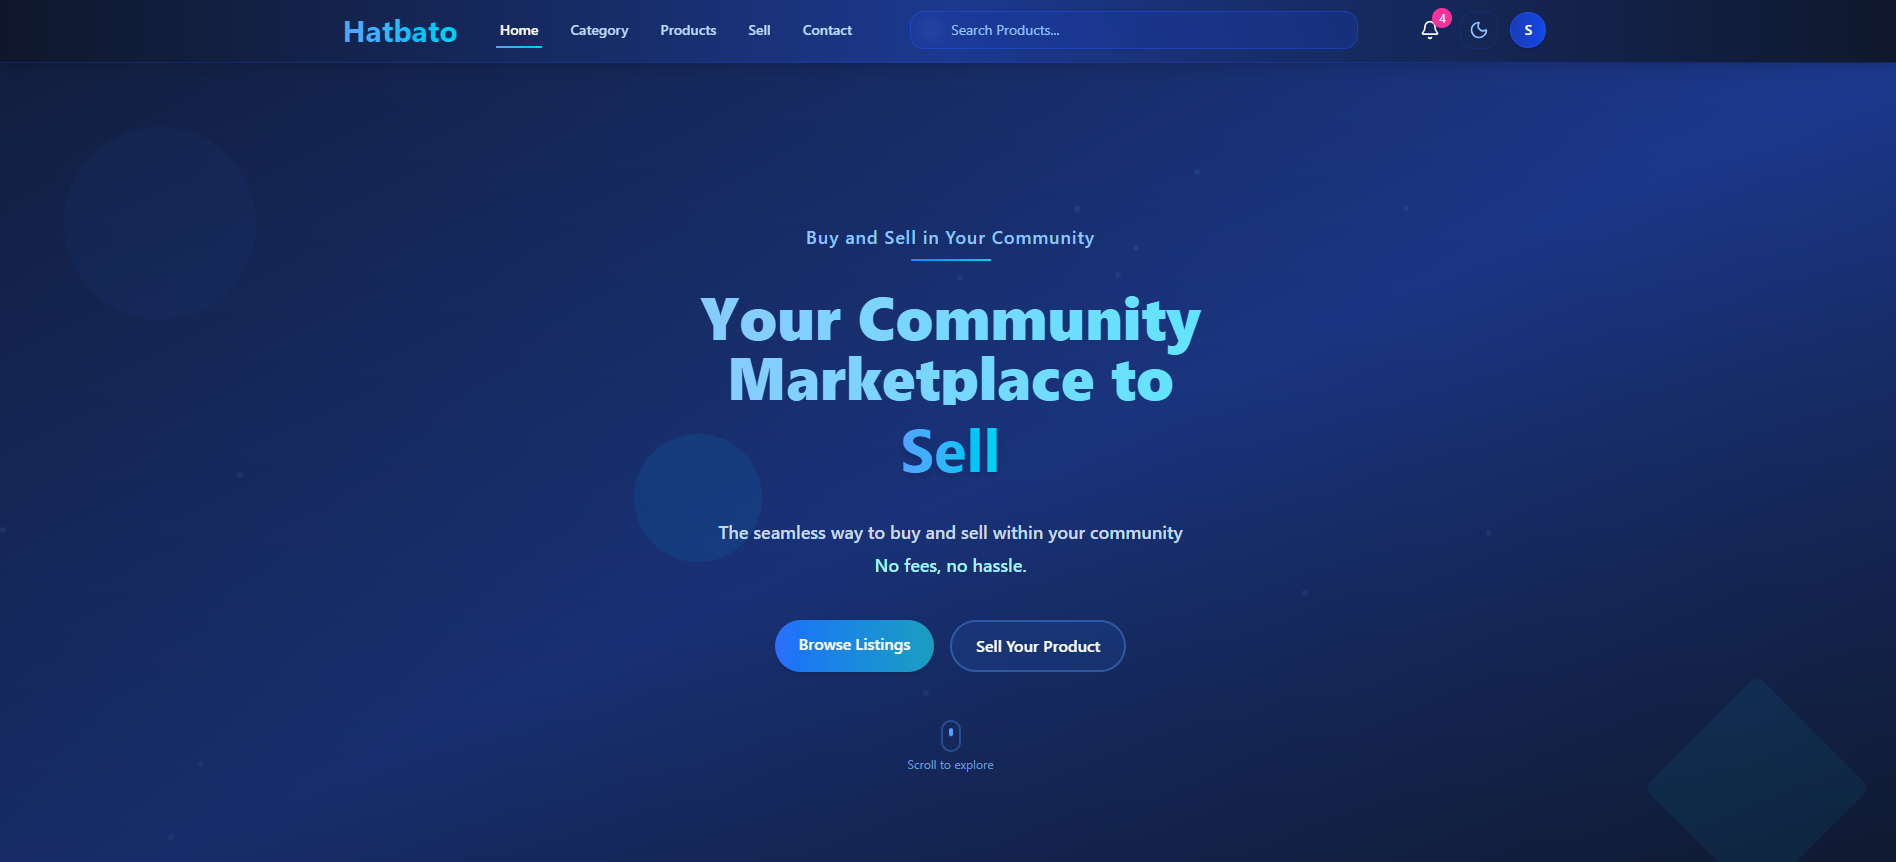 Hatbato
Home
Category
Products
Sell
Contact
Search Products...
4
S
Buy and Sell in Your Community
Your Community
Marketplace to
Sell
The seamless way to buy and sell within your community
No fees, no hassle.
Browse Listings
Sell Your Product
Scroll to explore